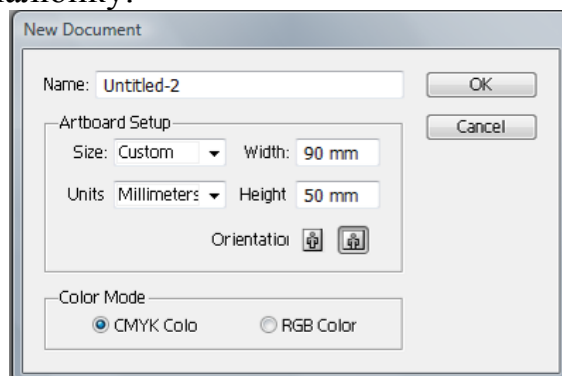 New Document
Name: Untitled-2
OK
Artboard Setup
Cancel
Size: Custom Width: 90 mm
Units Millimeters Height 50 mm
Orientation
Color Mode
CMYK Colo RGB Color